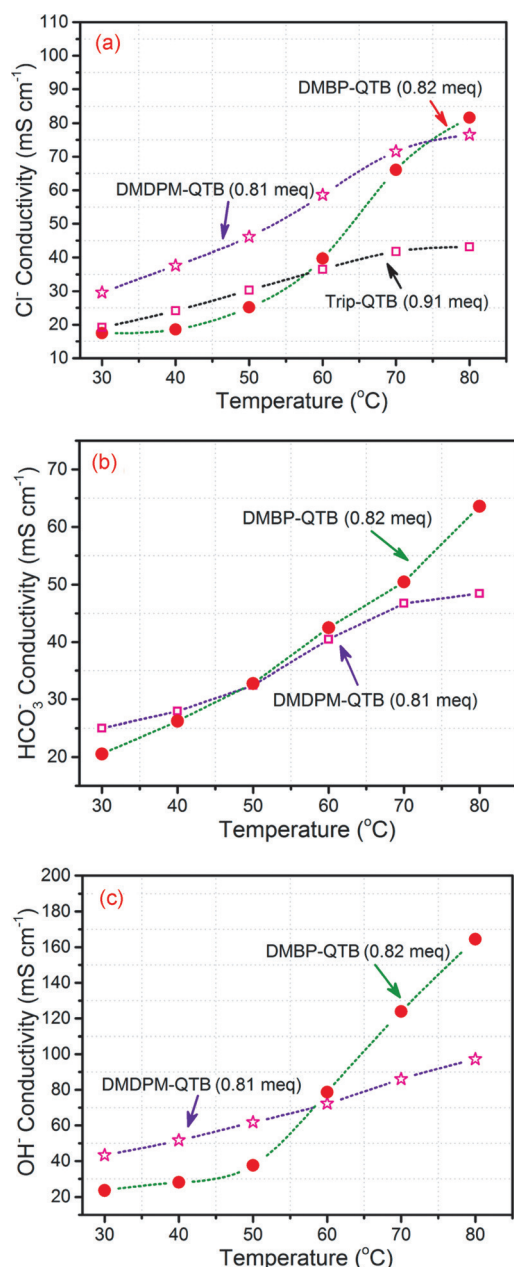 (a)
110
100
90
80
70
60
50
40
30
20
10
Cl⁻ Conductivity (mS cm⁻¹)
DMBP-QTB (0.82 meq)
DMDPM-QTB (0.81 meq)
Trip-QTB (0.91 meq)
30 40 50 60 70 80
Temperature (°C)
(b)
70
60
50
40
30
20
HCO₃⁻ Conductivity (mS cm⁻¹)
DMBP-QTB (0.82 meq)
DMDPM-QTB (0.81 meq)
30 40 50 60 70 80
Temperature (°C)
(c)
200
180
160
140
120
100
80
60
40
20
OH⁻ Conductivity (mS cm⁻¹)
DMBP-QTB (0.82 meq)
DMDPM-QTB (0.81 meq)
30 40 50 60 70 80
Temperature (°C)